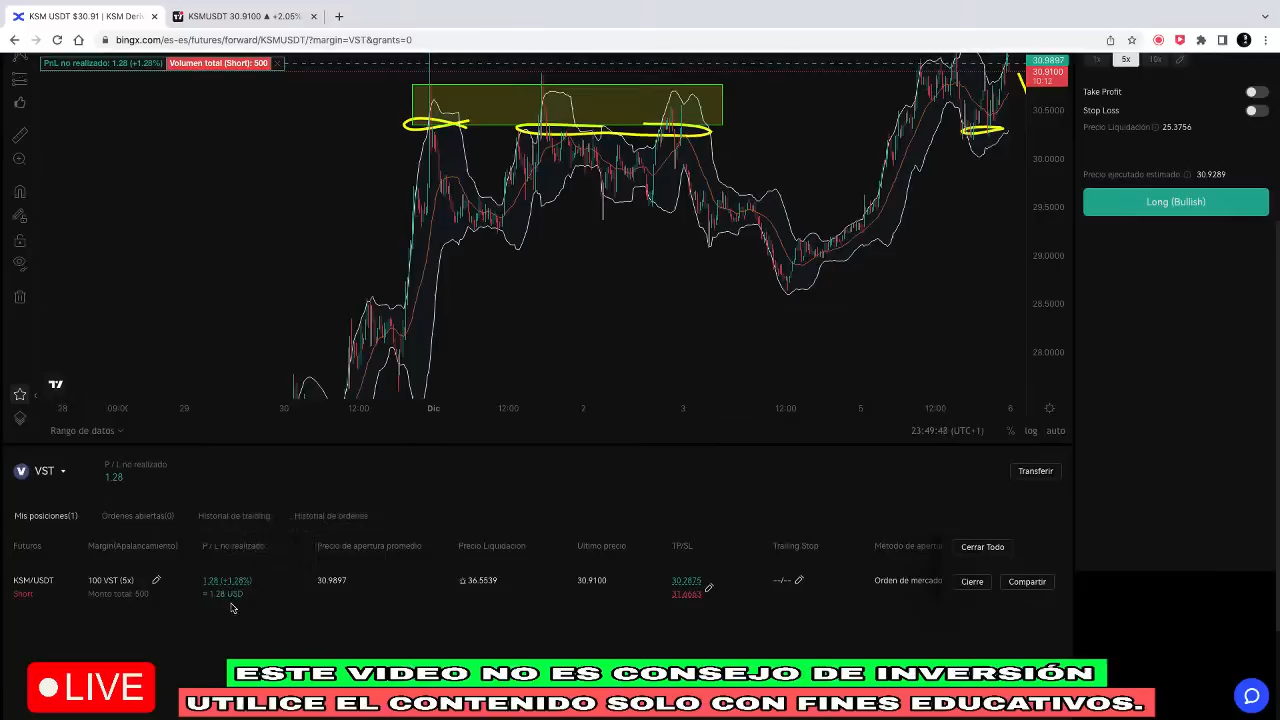 KSM USDT $30.91 | KSM Deriv
KSMUSDT 30.9100 ▲ +2.05%
bingx.com/es-es/futures/forward/KSMUSDT/?margin=VST&grants=0
PnL no realizado: 1.28 (+1.28%)
Volumen total (Short): 500
30.9897
30.9100
10:12
30.5000
30.0000
29.5000
29.0000
28.5000
28.0000
1x
5x
10x
Take Profit
Stop Loss
Precio Liquidación
25.3756
Precio ejecutado estimado
30.9289
Long (Bullish)
28
09:00
29
30
12:00
Dic
12:00
2
3
12:00
5
12:00
6
Rango de datos
23:49:43 (UTC+1)
%
log
auto
VST
P / L no realizado
1.28
Transferir
Mis posiciones(1)
Órdenes abiertas(0)
Historial de trading
Historial de órdenes
Futuros
Margin(Apalancamiento)
P / L no realizado
Precio de apertura promedio
Precio Liquidación
Último precio
TP/SL
Trailing Stop
Método de apertu
Cerrar Todo
KSM/USDT
Short
100 VST (5x)
Monto total: 500
1.28 (+1.28%)
≈ 1.28 USD
30.9897
36.5539
30.9100
30.2875
31.6663
--/--
Orden de mercado
Cierre
Compartir
LIVE
ESTE VIDEO NO ES CONSEJO DE INVERSIÓN
UTILICE EL CONTENIDO SOLO CON FINES EDUCATIVOS.